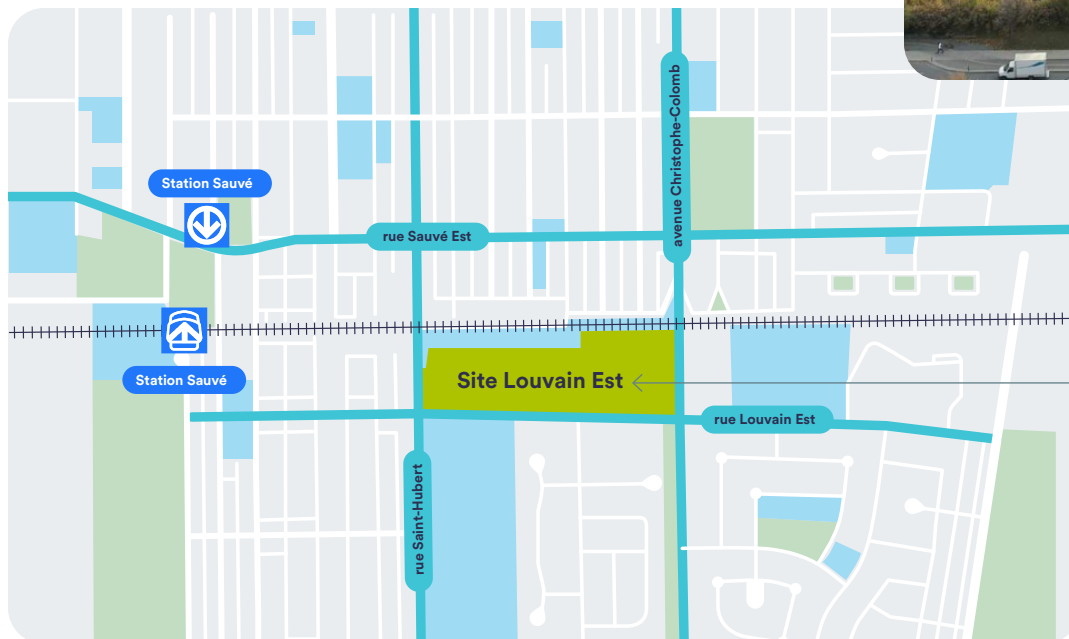 avenue Christophe-Colomb
Station Sauvé
rue Sauvé Est
Station Sauvé
Site Louvain Est
rue Louvain Est
rue Saint-Hubert